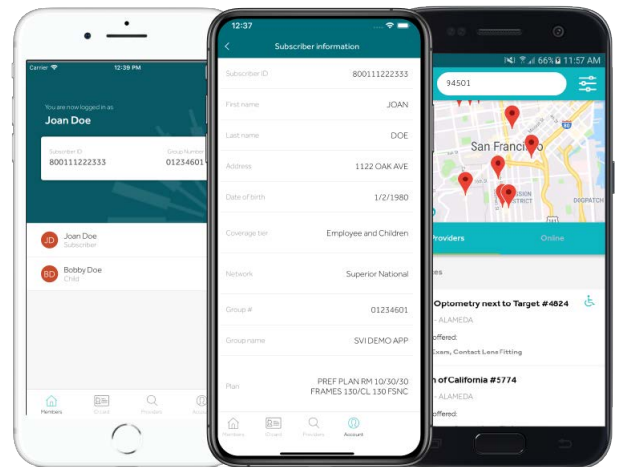 Carrier 12:39 PM
You are now logged in as
Joan Doe
Subscriber ID Group Number
800111222333 01234601
JD Joan Doe
Subscriber
BD Bobby Doe
Child
Members ID card Providers
12:37
Subscriber information
Subscriber ID 800111222333
First name JOAN
Last name DOE
Address 1122 OAK AVE
Date of birth 1/2/1980
Coverage tier Employee and Children
Network Superior National
Group # 01234601
Group name SVI DEMO APP
Plan PREF PLAN RM 10/30/30
FRAMES 130/CL 130 FSNC
Members ID card Providers Account
66% 11:57 AM
94501
San Francisco
DISTRICT
DOGPATCH
Providers Online
Optometry next to Target #4824
- ALAMEDA
offered:
Exam, Contact Lens Fitting
n of California #5774
- ALAMEDA
offered: